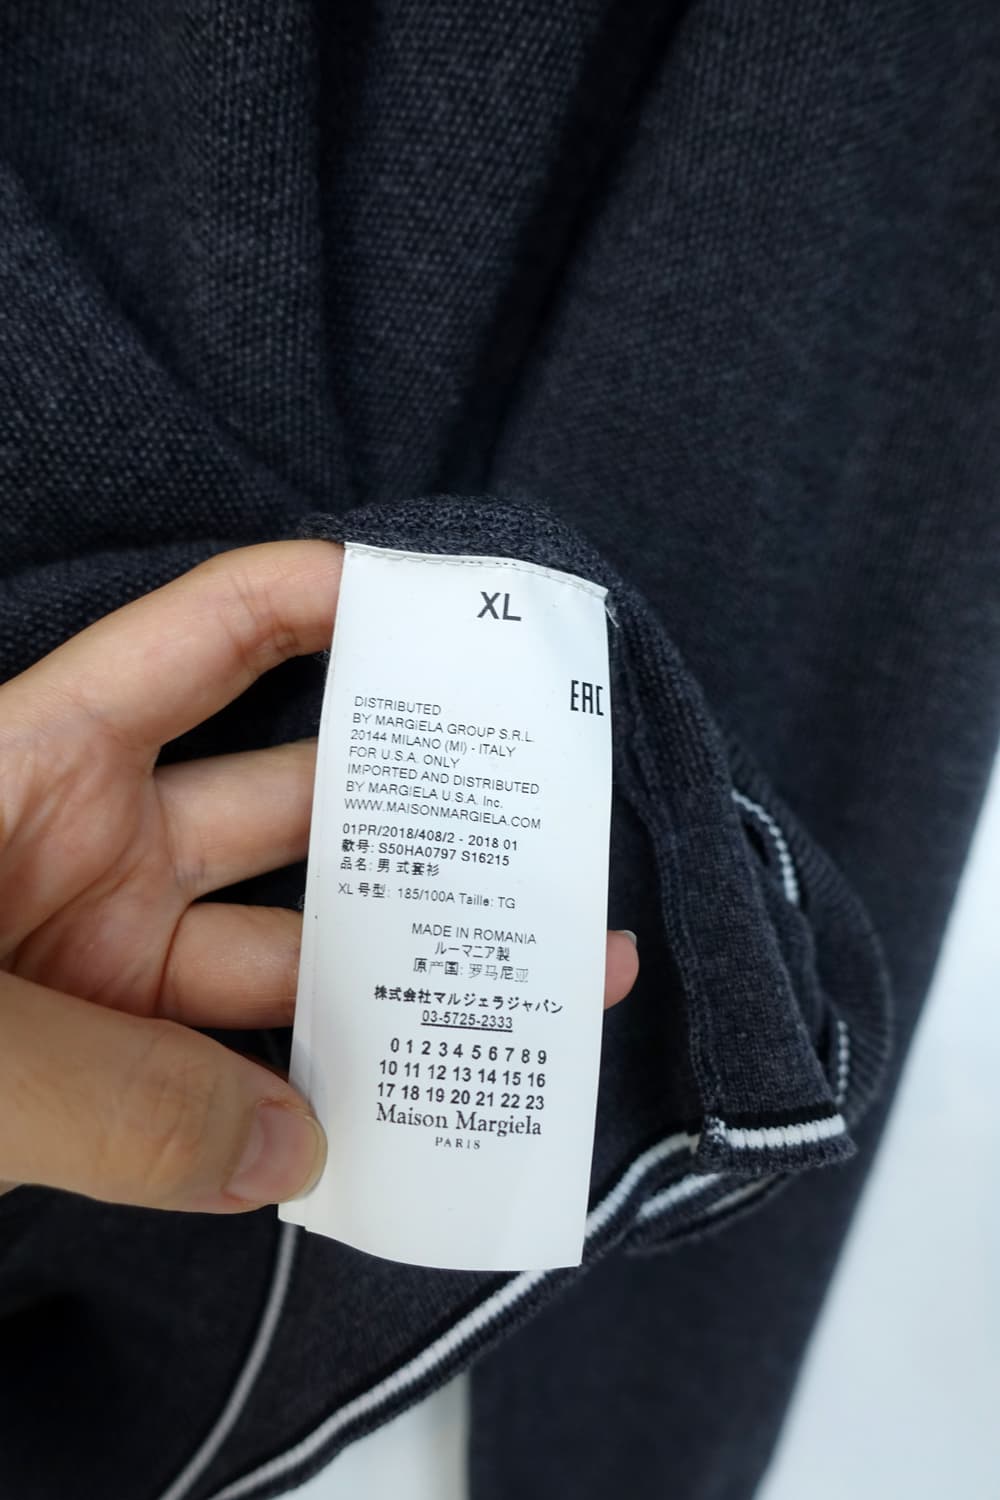 XL
EAC
DISTRIBUTED
BY MARGIELA GROUP S.R.L.
20144 MILANO (MI) - ITALY
FOR U.S.A. ONLY
IMPORTED AND DISTRIBUTED
BY MARGIELA U.S.A. Inc.
WWW.MAISONMARGIELA.COM
01PR/2018/408/2 - 2018 01
款号: S50HA0797 S16215
品名: 男式套衫
XL 号型: 185/100A Taille: TG
MADE IN ROMANIA
ルーマニア製
原产国: 罗马尼亚
株式会社マルジェラジャパン
03-5725-2333
0 1 2 3 4 5 6 7 8 9
10 11 12 13 14 15 16
17 18 19 20 21 22 23
Maison Margiela
PARIS